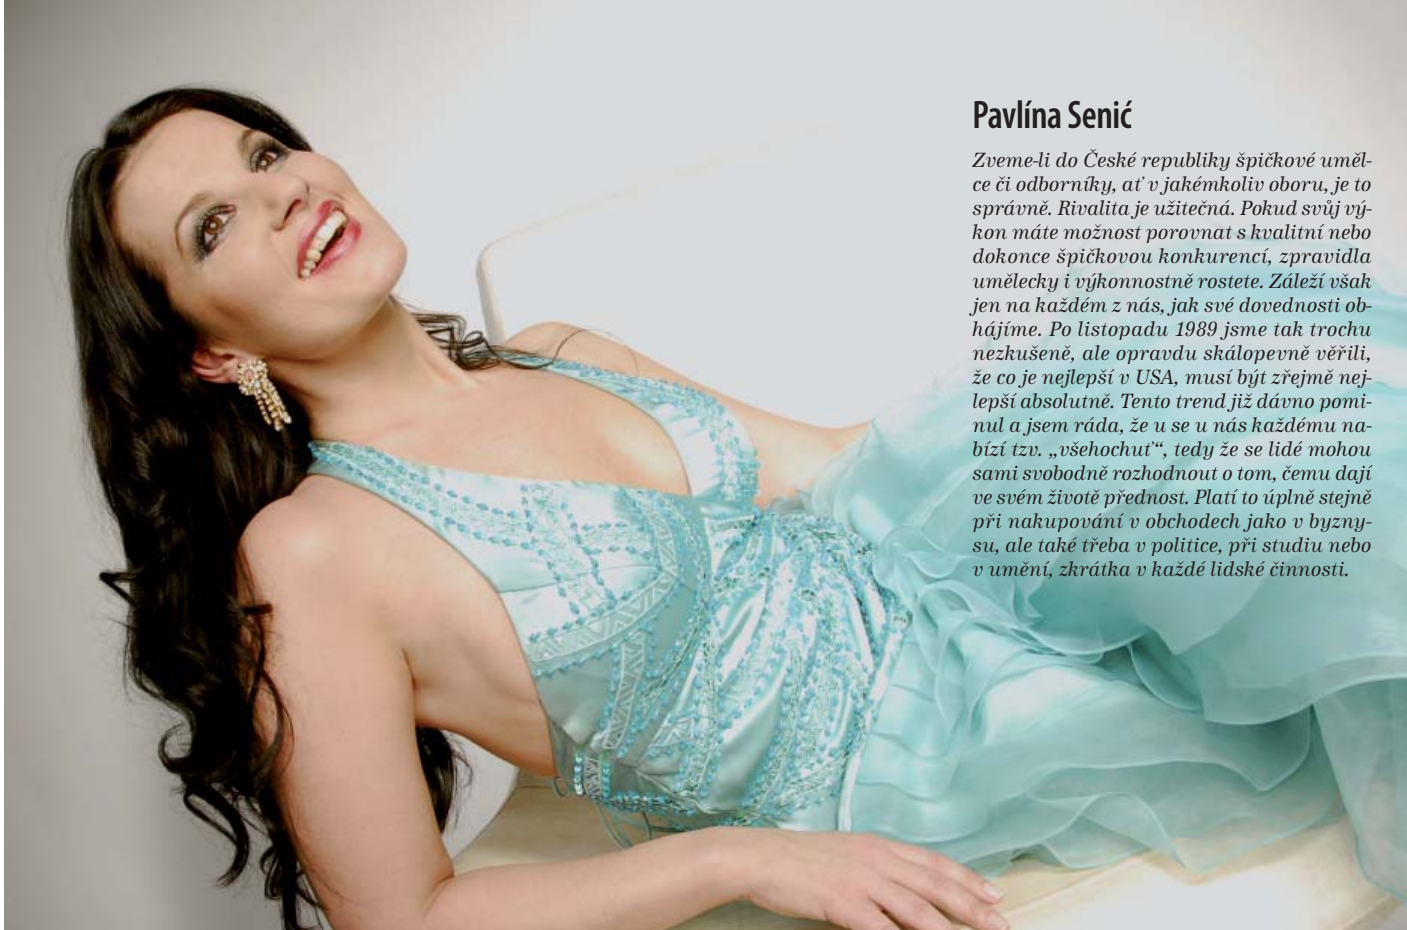 Pavlína Senić
Zveme-li do České republiky špičkové uměl-
ce či odborníky, ať v jakémkoliv oboru, je to
správně. Rivalita je užitečná. Pokud svůj vý-
kon máte možnost porovnat s kvalitní nebo
dokonce špičkovou konkurencí, zpravidla
umělecky i výkonnostně rostete. Záleží však
jen na každém z nás, jak své dovednosti ob-
hájíme. Po listopadu 1989 jsme tak trochu
nezkušeně, ale opravdu skálopevně věřili,
že co je nejlepší v USA, musí být zřejmě nej-
lepší absolutně. Tento trend již dávno pomi-
nul a jsem ráda, že u se u nás každému na-
bízí tzv. „všehochuť“, tedy že se lidé mohou
sami svobodně rozhodnout o tom, čemu dají
ve svém životě přednost. Platí to úplně stejně
při nakupování v obchodech jako v byzny-
su, ale také třeba v politice, při studiu nebo
v umění, zkrátka v každé lidské činnosti.